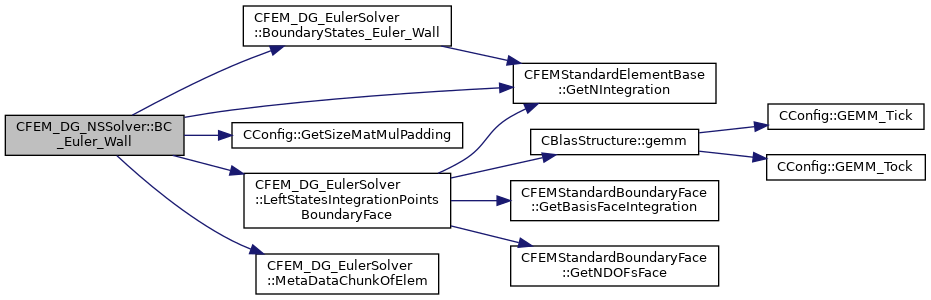 CFEM_DG_NSSolver::BC
_Euler_Wall
CFEM_DG_EulerSolver
::BoundaryStates_Euler_Wall
CConfig::GetSizeMatMulPadding
CFEM_DG_EulerSolver
::LeftStatesIntegrationPoints
BoundaryFace
CFEM_DG_EulerSolver
::MetaDataChunkOfElem
CFEMStandardElementBase
::GetNIntegration
CBlasStructure::gemm
CFEMStandardBoundaryFace
::GetBasisFaceIntegration
CFEMStandardBoundaryFace
::GetNDOFsFace
CConfig::GEMM_Tick
CConfig::GEMM_Tock